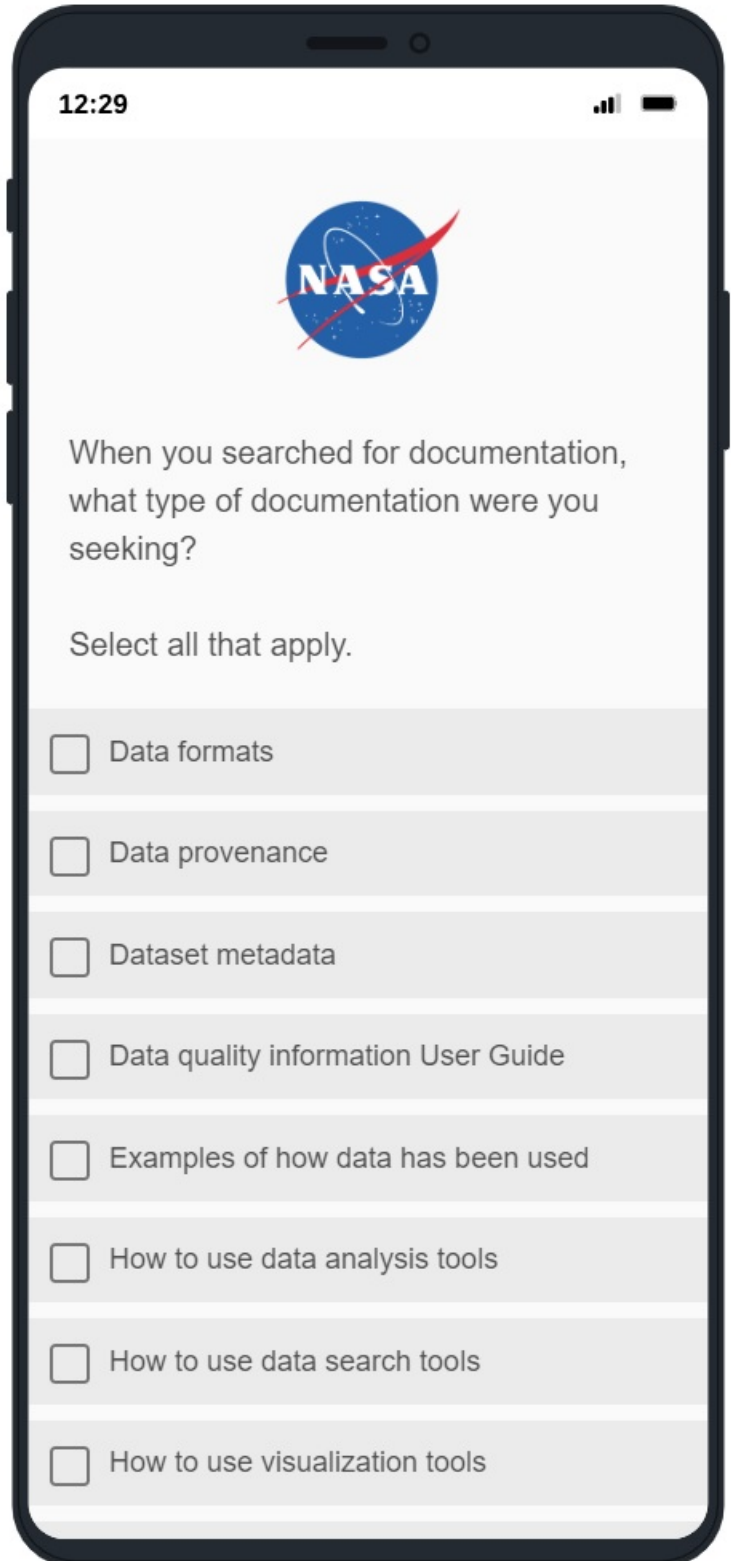 12:29
NASA
When you searched for documentation,
what type of documentation were you
seeking?
Select all that apply.
Data formats
Data provenance
Dataset metadata
Data quality information User Guide
Examples of how data has been used
How to use data analysis tools
How to use data search tools
How to use visualization tools